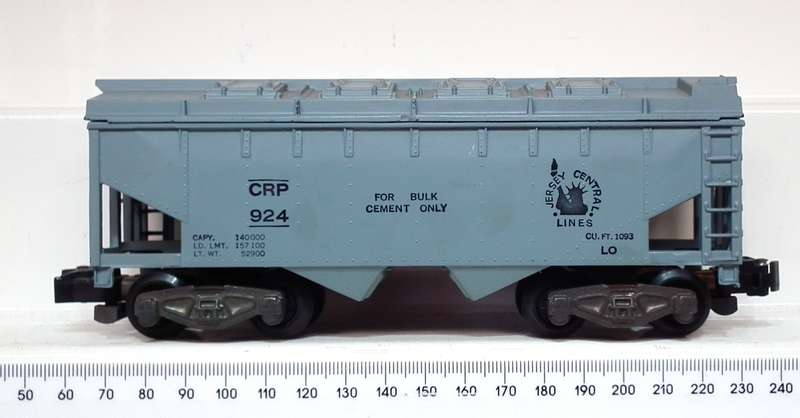 CRP
924
CAPY. 140000
LD. LMT. 157100
LT. WT. 52900
FOR BULK
CEMENT ONLY
JERSEY CENTRAL
LINES
CU. FT. 1093
LO
50 60 70 80 90 100 110 120 130 140 150 160 170 180 190 200 210 220 230 240